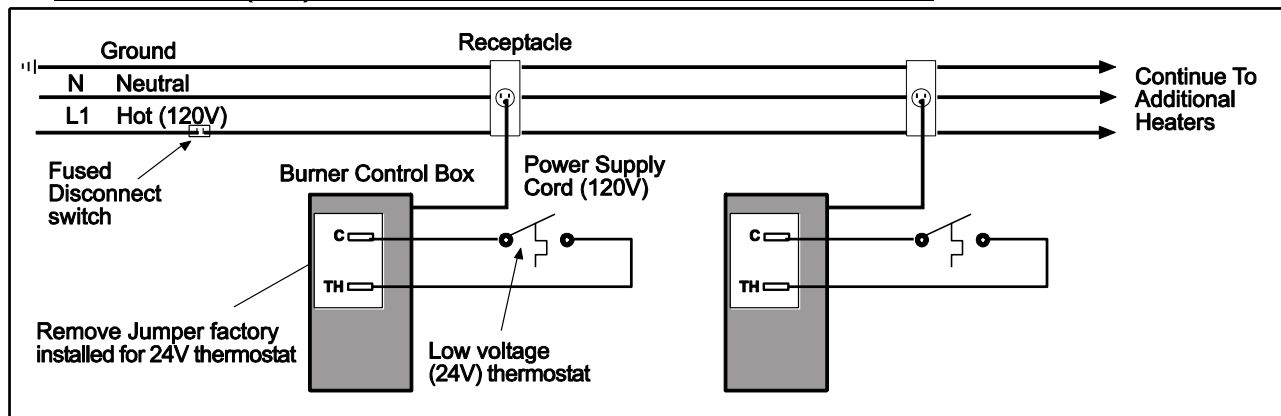 Ground
Receptacle
N Neutral
L1 Hot (120V)
Continue To
Additional
Heaters
Fused
Disconnect
switch
Burner Control Box
Power Supply
Cord (120V)
C
TH
C
TH
Remove Jumper factory
installed for 24V thermostat
Low voltage
(24V) thermostat